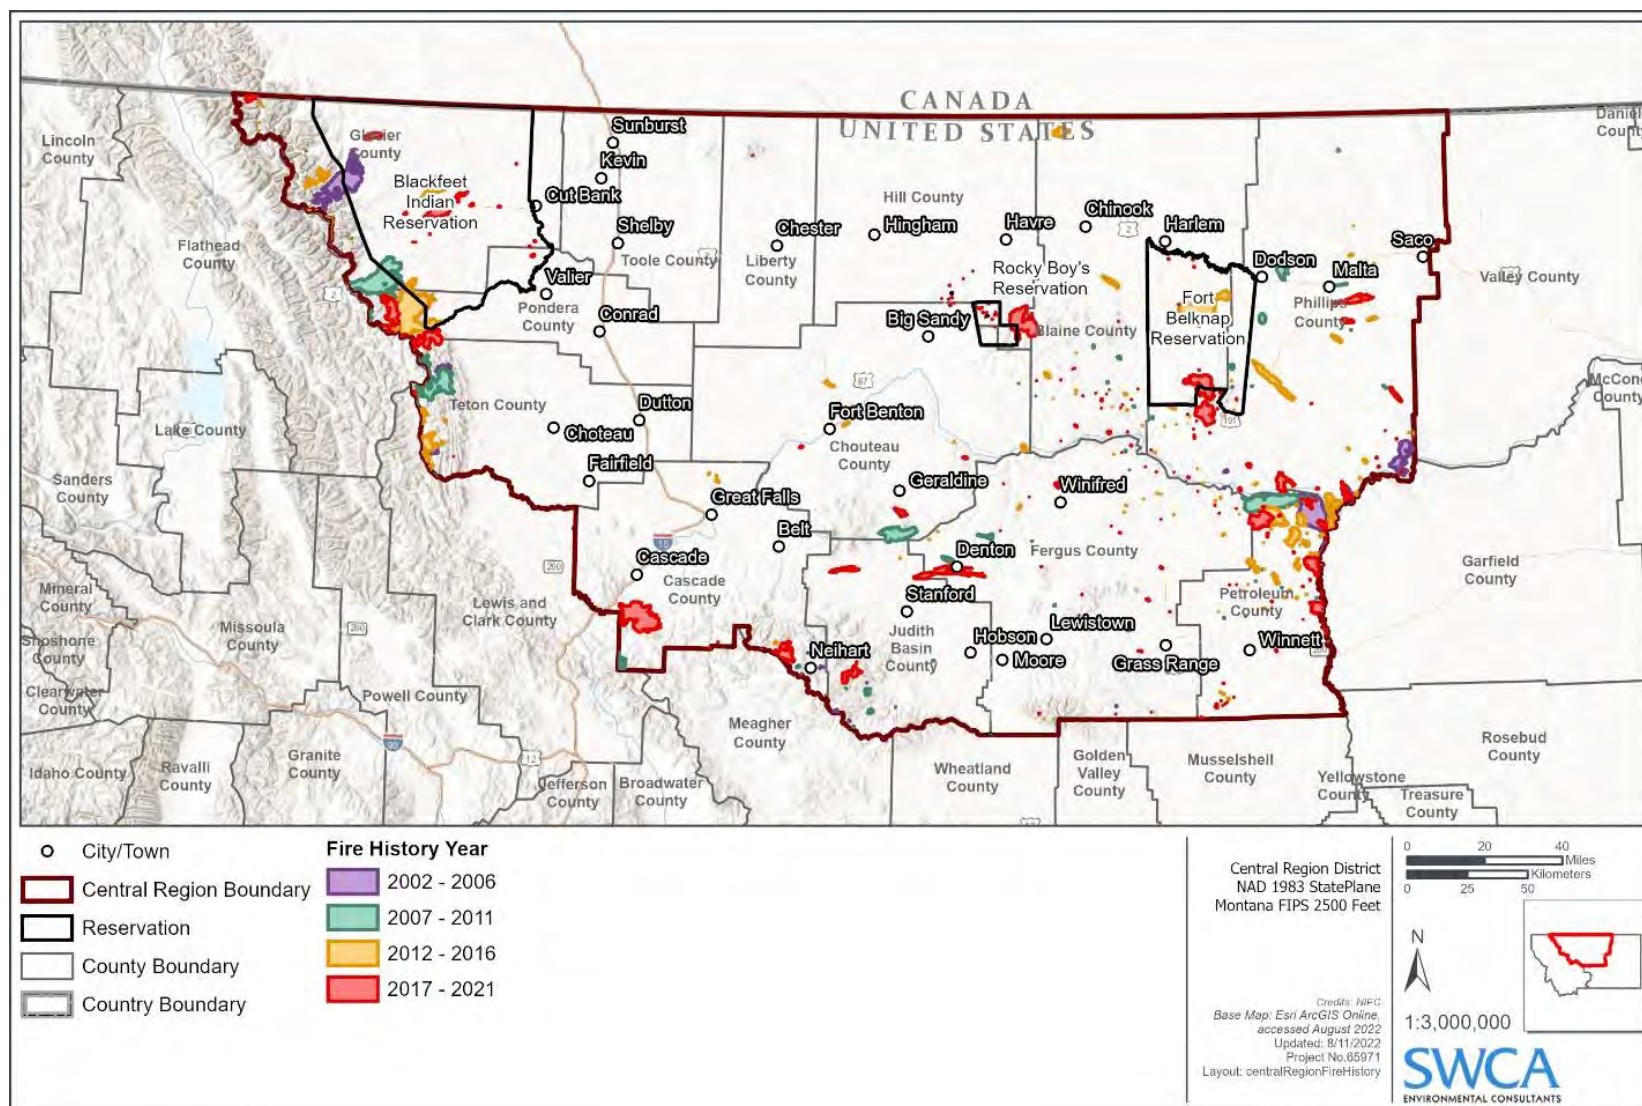 CANADA
UNITED STATES
Lincoln
County
Glacier
County
Sunburst
Kevin
Blackfeet
Indian
Reservation
Cut Bank
Shelby
Toole County
Flathead
County
2
Valier
Pondera
County
Conrad
Chester
Liberty
County
Hill County
Hingham
Havre
Chinook
2
Harlem
Rocky Boy's
Reservation
Big Sandy
Blaine County
Fort
Belknap
Reservation
Dodson
Malta
Phillips
County
Saco
Valley County
Lake County
Teton County
Dutton
Choteau
Fairfield
87
Fort Benton
Chouteau
County
191
Sanders
County
Great Falls
Geraldine
Winifred
Belt
15
Cascade
Cascade
County
Denton
Fergus County
Garfield
County
Mineral
County
Shoshone
County
Missoula
County
200
200
Lewis and
Clark County
Stanford
Judith
Basin
County
Hobson
Lewistown
Moore
Grass Range
Petroleum
County
Winnett
200
Neihart
Clearwater
County
Powell County
Meagher
County
Idaho County
Ravalli
County
Granite
County
90
12
Jefferson
County
Broadwater
County
Wheatland
County
Golden
Valley
County
Musselshell
County
Yellowstone
County
Treasure
County
Rosebud
County
City/Town
Central Region Boundary
Reservation
County Boundary
Country Boundary
Fire History Year
2002 - 2006
2007 - 2011
2012 - 2016
2017 - 2021
Central Region District
NAD 1983 StatePlane
Montana FIPS 2500 Feet
Credits: NIFC
Base Map: Esri ArcGIS Online,
accessed August 2022
Updated: 8/11/2022
Project No.65971
Layout: centralRegionFireHistory
0 20 40
Miles
Kilometers
0 25 50
N
1:3,000,000
SWCA
ENVIRONMENTAL CONSULTANTS